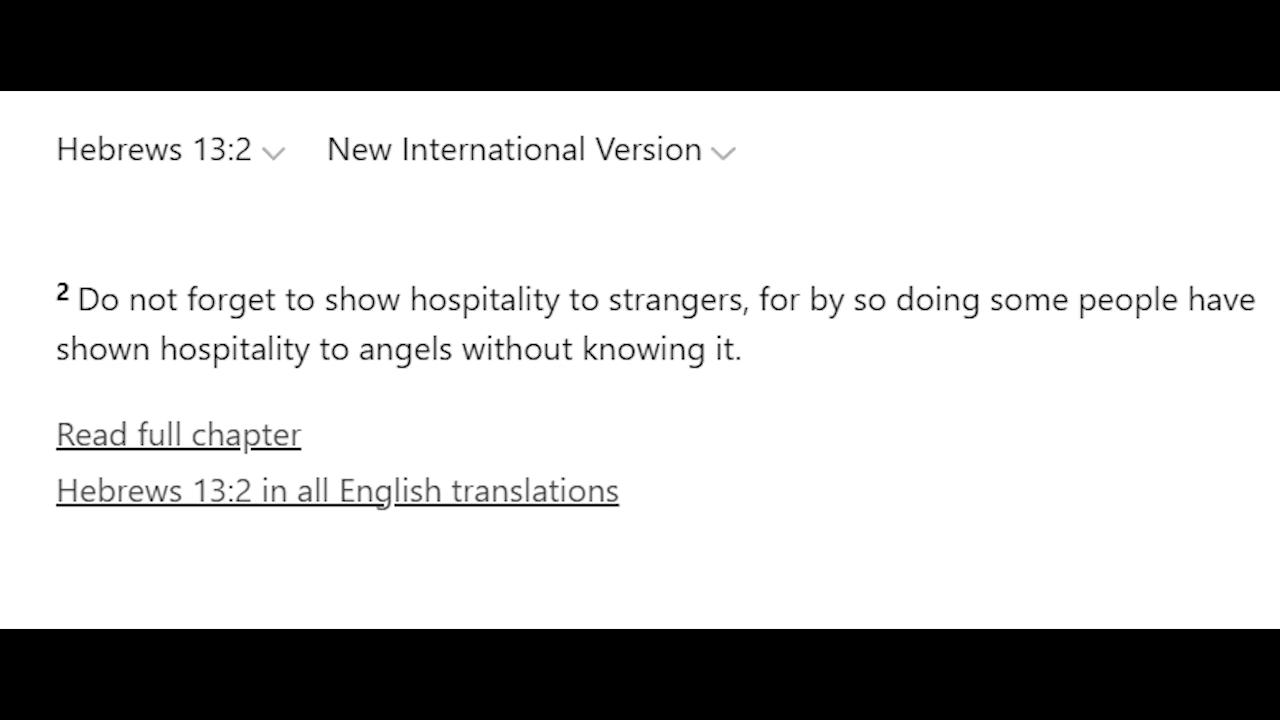 Hebrews 13:2 New International Version
2 Do not forget to show hospitality to strangers, for by so doing some people have
shown hospitality to angels without knowing it.
Read full chapter
Hebrews 13:2 in all English translations